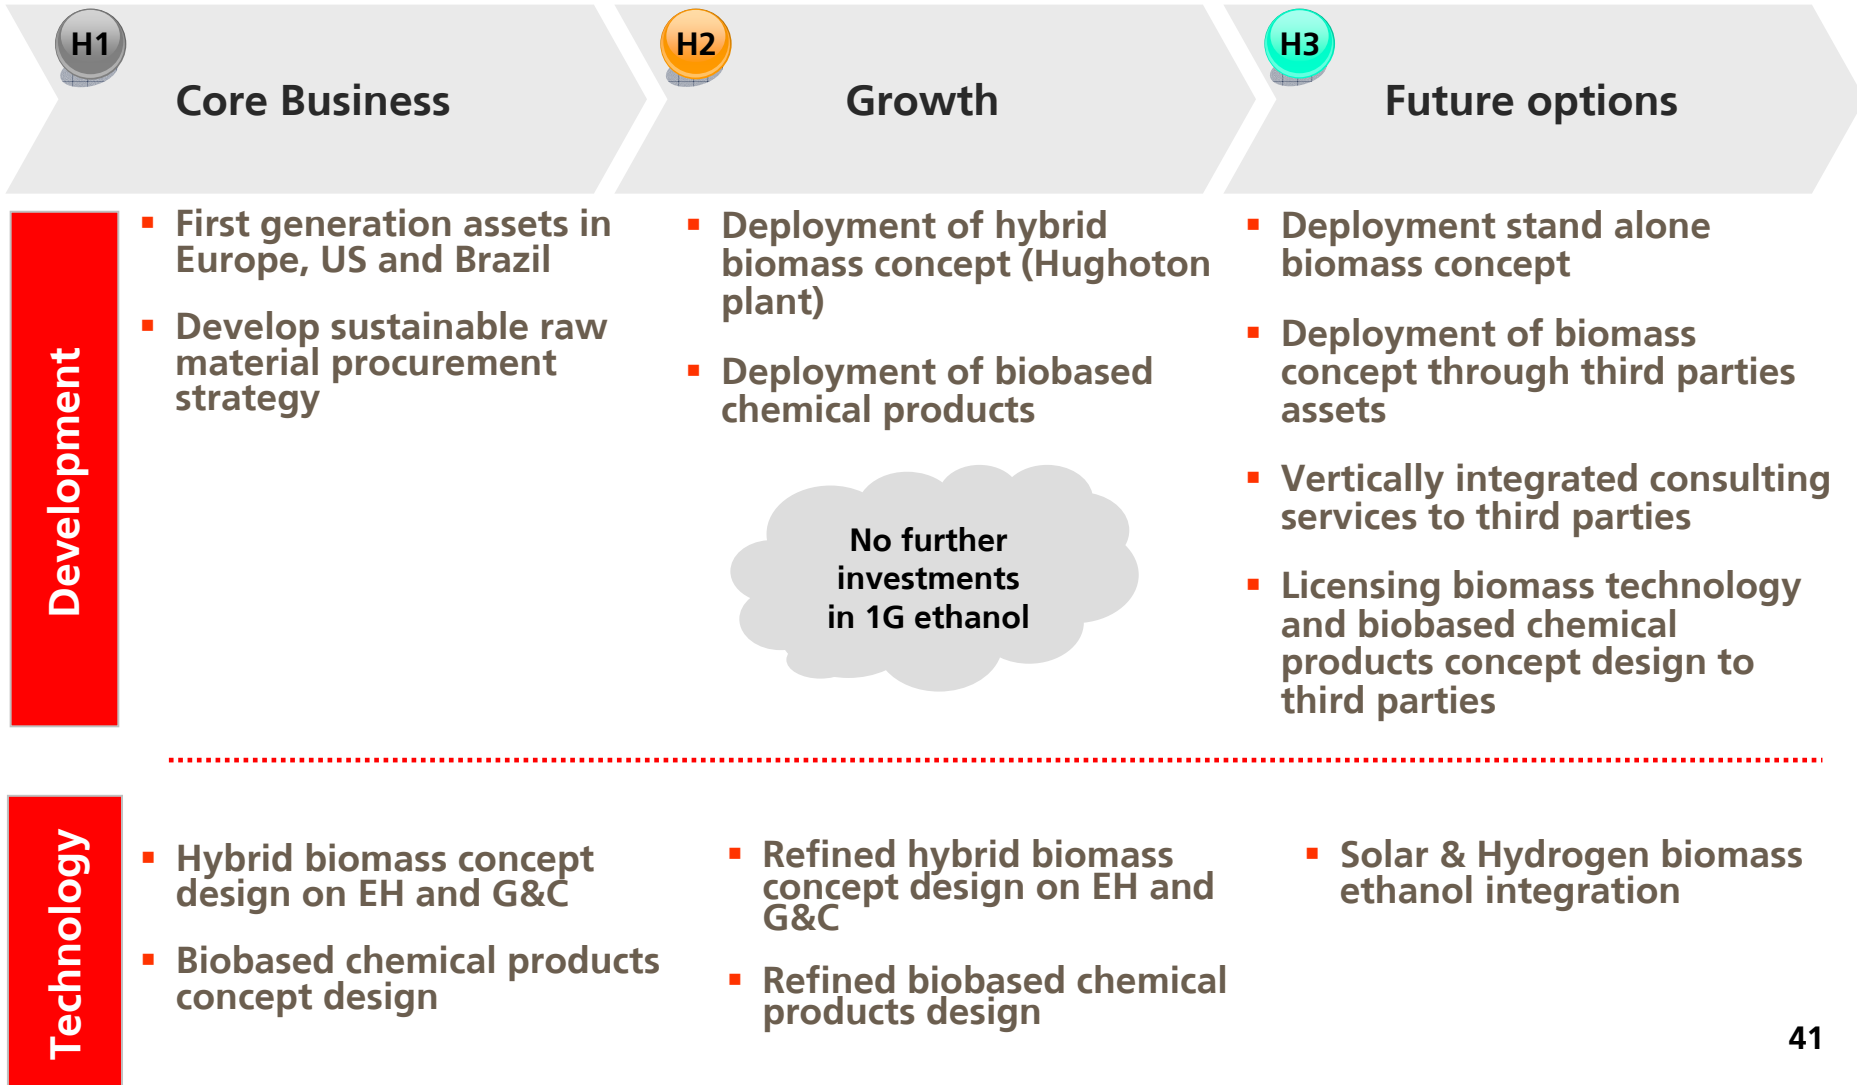 H1
Core Business
H2
Growth
H3
Future options
Development
▪ First generation assets in
Europe, US and Brazil
▪ Develop sustainable raw
material procurement
strategy
▪ Deployment of hybrid
biomass concept (Hughoton
plant)
▪ Deployment of biobased
chemical products
No further
investments
in 1G ethanol
▪ Deployment stand alone
biomass concept
▪ Deployment of biomass
concept through third parties
assets
▪ Vertically integrated consulting
services to third parties
▪ Licensing biomass technology
and biobased chemical
products concept design to
third parties
Technology
▪ Hybrid biomass concept
design on EH and G&C
▪ Biobased chemical products
concept design
▪ Refined hybrid biomass
concept design on EH and
G&C
▪ Refined biobased chemical
products design
▪ Solar & Hydrogen biomass
ethanol integration
41